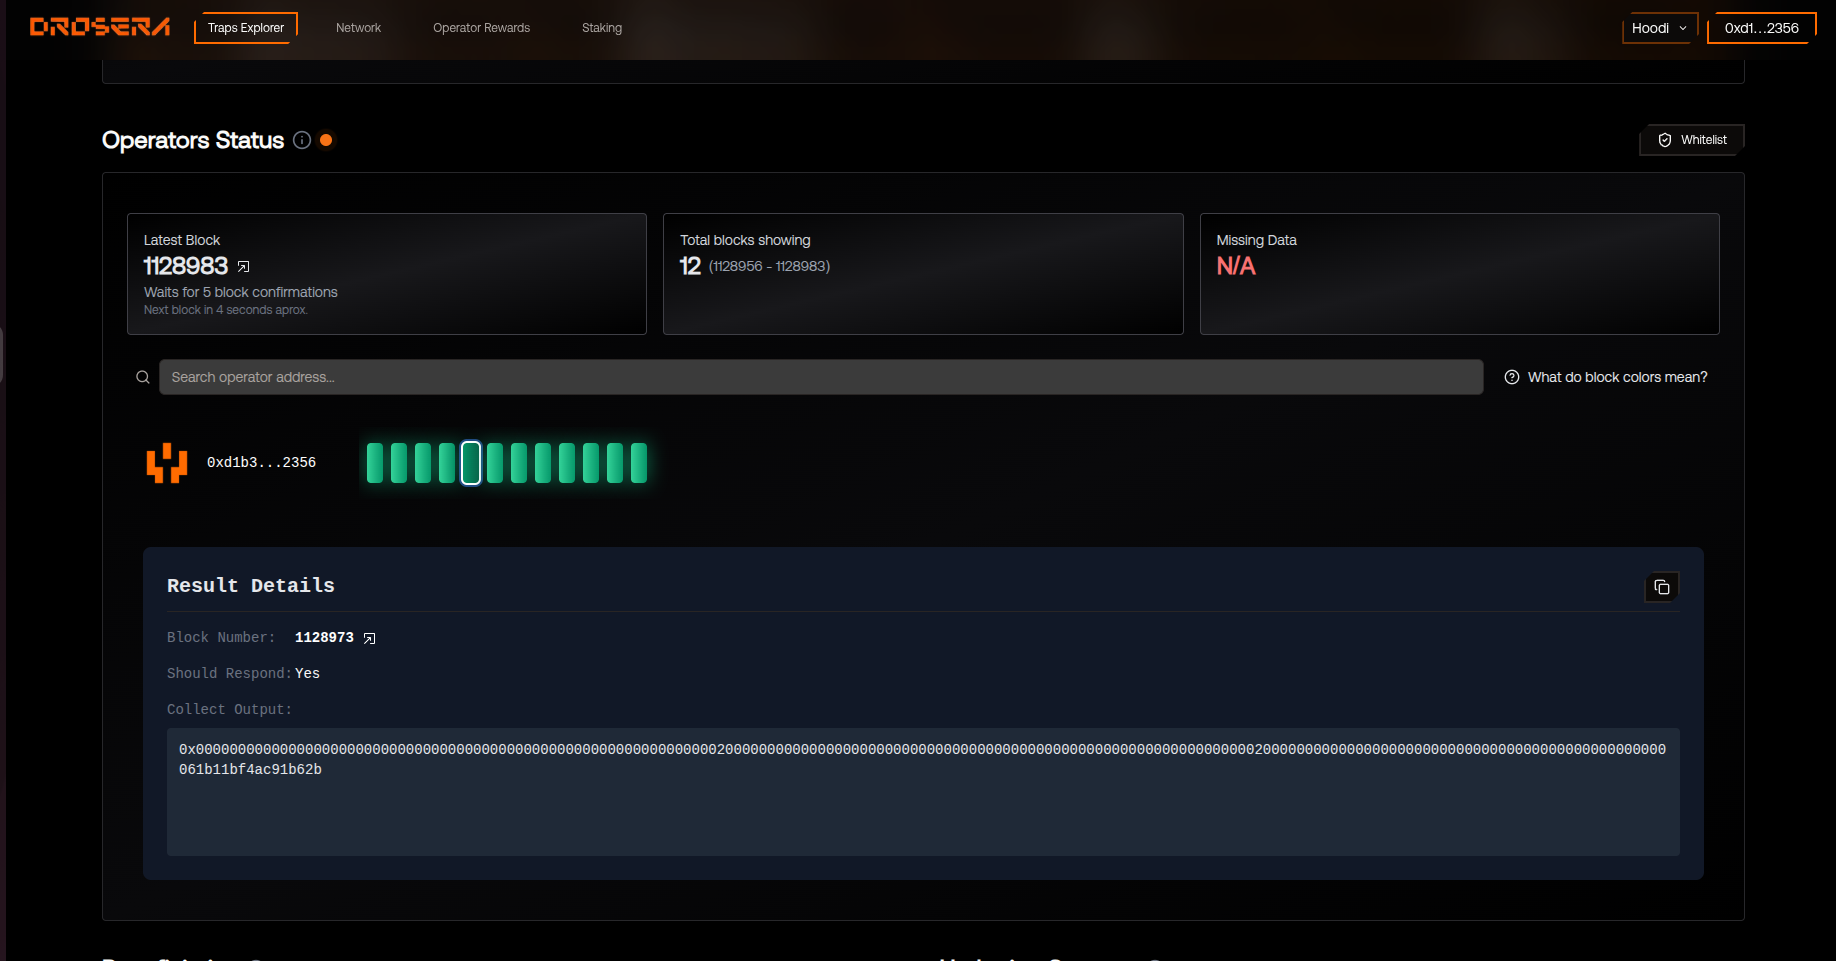 DROSERA
Traps Explorer
Network
Operator Rewards
Staking
Hoodi
0xd1...2356
Operators Status
Whitelist
Latest Block
1128983
Waits for 5 block confirmations
Next block in 4 seconds aprox.
Total blocks showing
12 (1128956 - 1128983)
Missing Data
N/A
Search operator address...
What do block colors mean?
0xd1b3...2356
Result Details
Block Number: 1128973
Should Respond: Yes
Collect Output:
0x00000000000000000000000000000000000000000000000000000000000000200000000000000000000000000000000000000000000000000000000000000020000000000000000000000000000000000000000000000000
061b11bf4ac91b62b